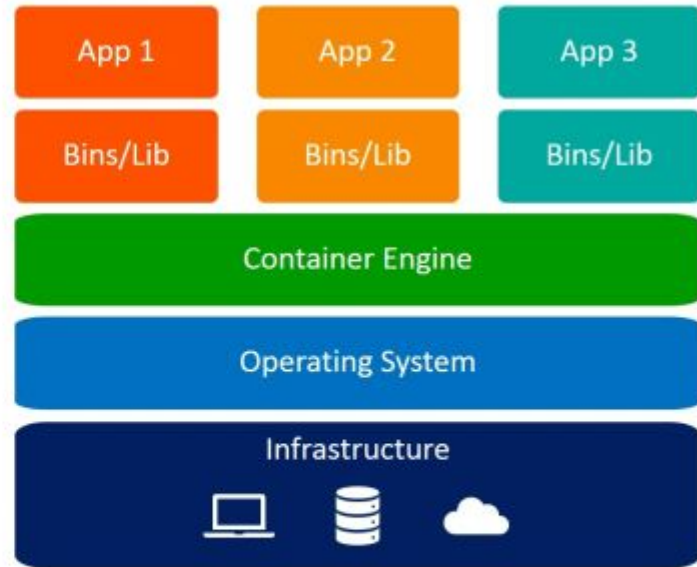 App 1
App 2
App 3
Bins/Lib
Bins/Lib
Bins/Lib
Container Engine
Operating System
Infrastructure